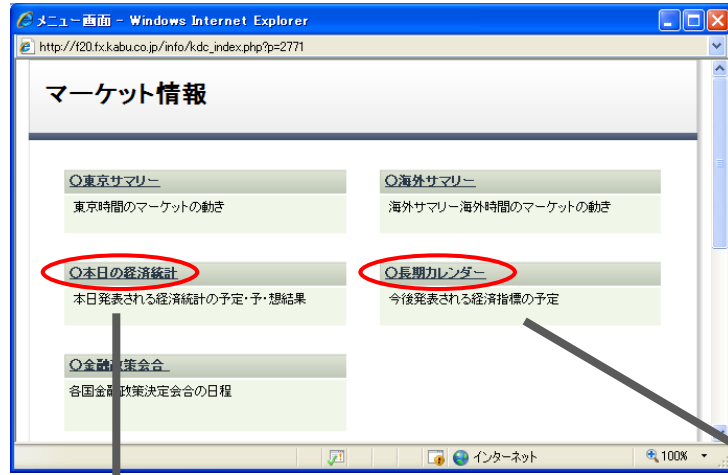 メニュー画面 - Windows Internet Explorer
http://f20.fx.kabu.co.jp/info/kdc_index.php?p=2771
マーケット情報
○東京サマリー
東京時間のマーケットの動き
○海外サマリー
海外サマリー海外時間のマーケットの動き
○本日の経済統計
本日発表される経済統計の予定・予・想結果
○長期カレンダー
今後発表される経済指標の予定
○金融政策会合
各国金融政策決定会合の日程
インターネット
100%